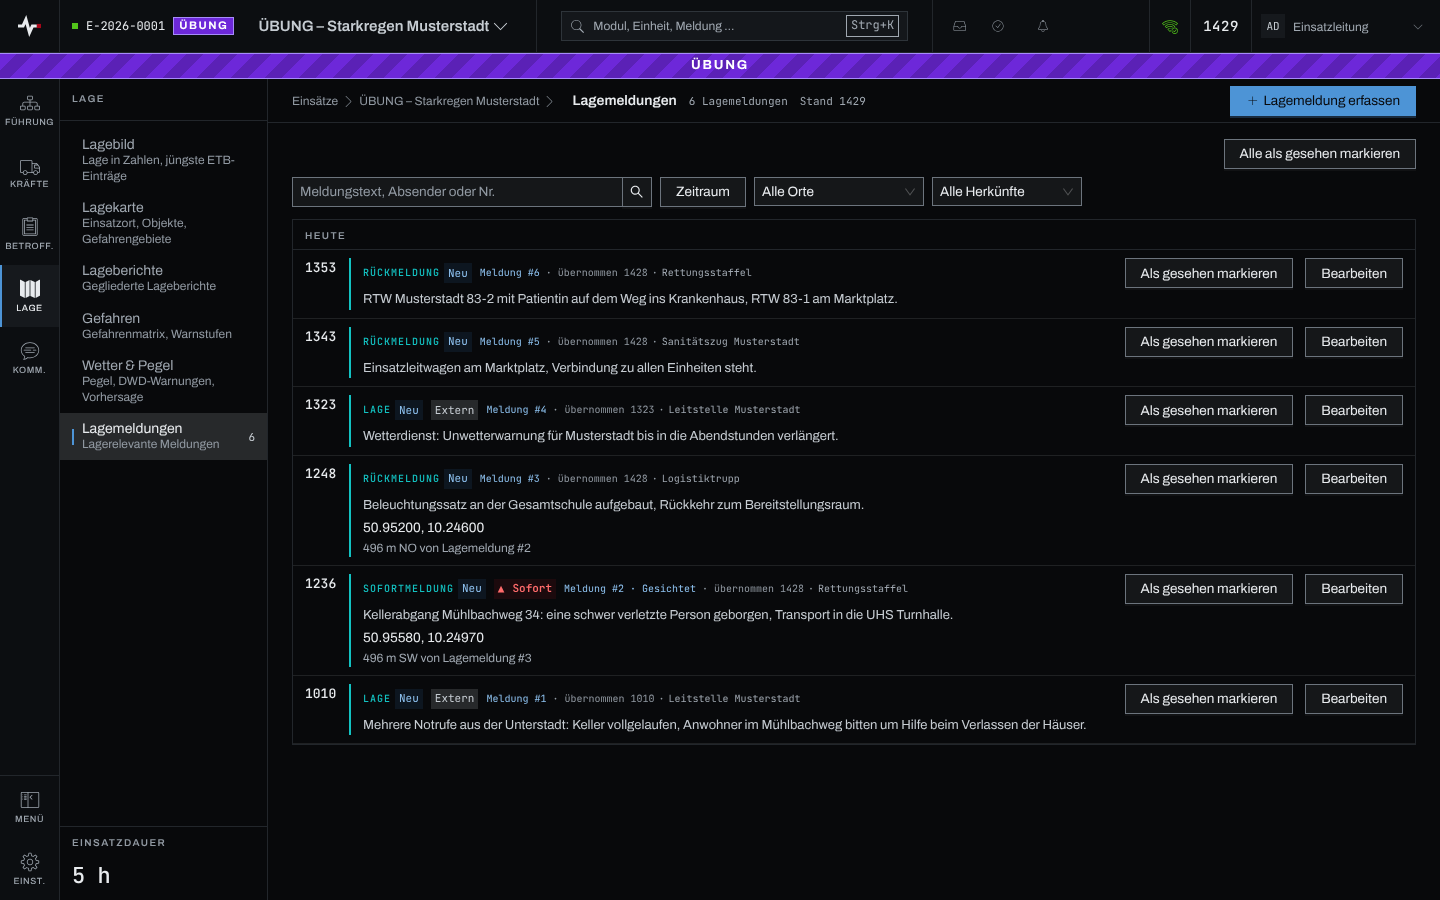 E-2026-0001 ÜBUNG ÜBUNG – Starkregen Musterstadt Modul, Einheit, Meldung ... Strg+K 1429 AD Einsatzleitung
ÜBUNG
FÜHRUNG
KRÄFTE
BETROFF.
LAGE
KOMM.
MENÜ
EINST.
LAGE
Lagebild
Lage in Zahlen, jüngste ETB-
Einträge
Lagekarte
Einsatzort, Objekte,
Gefahrengebiete
Lageberichte
Gegliederte Lageberichte
Gefahren
Gefahrenmatrix, Warnstufen
Wetter & Pegel
Pegel, DWD-Warnungen,
Vorhersage
Lagemeldungen
Lagerelevante Meldungen 6
EINSATZDAUER
5 h
Einsätze ÜBUNG – Starkregen Musterstadt Lagemeldungen 6 Lagemeldungen Stand 1429 + Lagemeldung erfassen
Alle als gesehen markieren
Meldungstext, Absender oder Nr. Zeitraum Alle Orte Alle Herkünfte
HEUTE
1353 RÜCKMELDUNG Neu Meldung #6 · übernommen 1428 · Rettungsstaffel Als gesehen markieren Bearbeiten
RTW Musterstadt 83-2 mit Patientin auf dem Weg ins Krankenhaus, RTW 83-1 am Marktplatz.
1343 RÜCKMELDUNG Neu Meldung #5 · übernommen 1428 · Sanitätszug Musterstadt Als gesehen markieren Bearbeiten
Einsatzleitwagen am Marktplatz, Verbindung zu allen Einheiten steht.
1323 LAGE Neu Extern Meldung #4 · übernommen 1323 · Leitstelle Musterstadt Als gesehen markieren Bearbeiten
Wetterdienst: Unwetterwarnung für Musterstadt bis in die Abendstunden verlängert.
1248 RÜCKMELDUNG Neu Meldung #3 · übernommen 1428 · Logistiktrupp Als gesehen markieren Bearbeiten
Beleuchtungssatz an der Gesamtschule aufgebaut, Rückkehr zum Bereitstellungsraum.
50.95200, 10.24600
496 m NO von Lagemeldung #2
1236 SOFORTMELDUNG Neu ▲ Sofort Meldung #2 · Gesichtet · übernommen 1428 · Rettungsstaffel Als gesehen markieren Bearbeiten
Kellerabgang Mühlbachweg 34: eine schwer verletzte Person geborgen, Transport in die UHS Turnhalle.
50.95580, 10.24970
496 m SW von Lagemeldung #3
1010 LAGE Neu Extern Meldung #1 · übernommen 1010 · Leitstelle Musterstadt Als gesehen markieren Bearbeiten
Mehrere Notrufe aus der Unterstadt: Keller vollgelaufen, Anwohner im Mühlbachweg bitten um Hilfe beim Verlassen der Häuser.